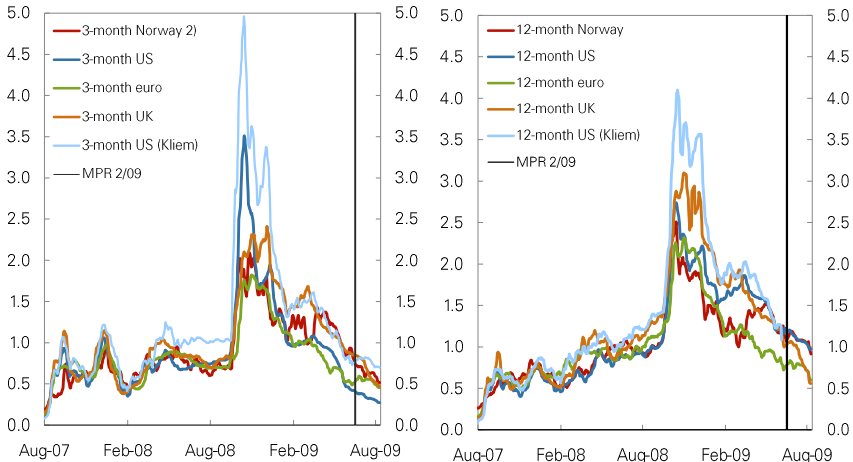 5.0 5.0
3-month Norway 2)
4.5 3-month US 4.5
4.0 3-month euro 4.0
3-month UK
3.5 3-month US (Kliem) 3.5
MPR 2/09
3.0 3.0
2.5 2.5
2.0 2.0
1.5 1.5
1.0 1.0
0.5 0.5
0.0 0.0
Aug-07 Feb-08 Aug-08 Feb-09 Aug-09
5.0 5.0
12-month Norway
4.5 12-month US 4.5
12-month euro
4.0 12-month UK 4.0
12-month US (Kliem)
3.5 3.5
MPR 2/09
3.0 3.0
2.5 2.5
2.0 2.0
1.5 1.5
1.0 1.0
0.5 0.5
0.0 0.0
Aug-07 Feb-08 Aug-08 Feb-09 Aug-09